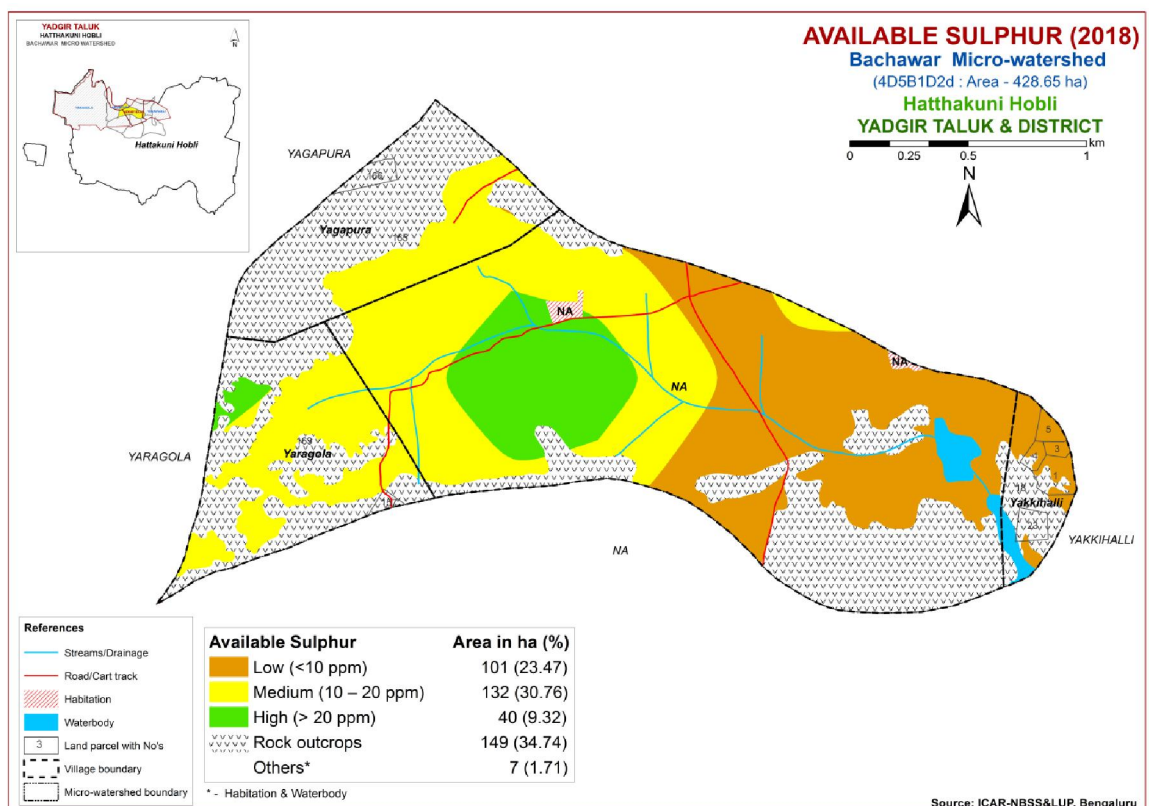 YADGIR TALUK
HATTHAKUNI HOBLI
BACHAWAR MICRO WATERSHED
N
Hattakuni Hobli
AVAILABLE SULPHUR (2018)
Bachawar Micro-watershed
(4D5B1D2d : Area - 428.65 ha)
Hatthakuni Hobli
YADGIR TALUK & DISTRICT
0 0.25 0.5 1 km
N
YAGAPURA
Yagapura
NA
NA
NA
YARAGOLA
Yaragola
5
3
1
Yakkihalli
YAKKIHALLI
NA
References
Streams/Drainage
Road/Cart track
Habitation
Waterbody
3 Land parcel with No's
Village boundary
Micro-watershed boundary
Available Sulphur Area in ha (%)
Low (<10 ppm) 101 (23.47)
Medium (10 – 20 ppm) 132 (30.76)
High (> 20 ppm) 40 (9.32)
Rock outcrops 149 (34.74)
Others* 7 (1.71)
* - Habitation & Waterbody
Source: ICAR-NBSS&LUP, Bengaluru